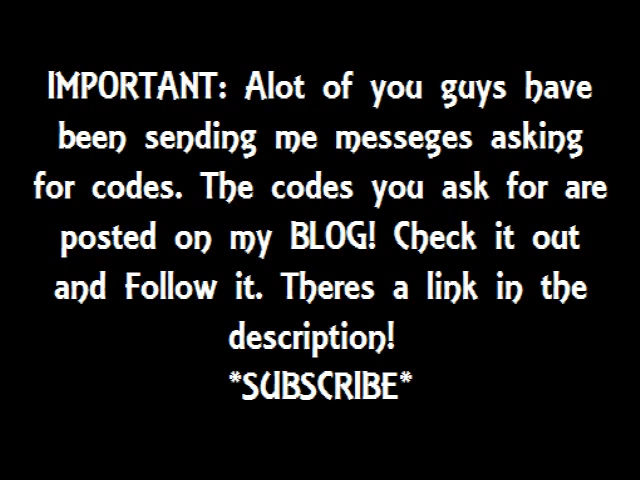 IMPORTANT: Alot of you guys have
been sending me messeges asking
for codes. The codes you ask for are
posted on my BLOG! Check it out
and Follow it. Theres a link in the
description!
*SUBSCRIBE*